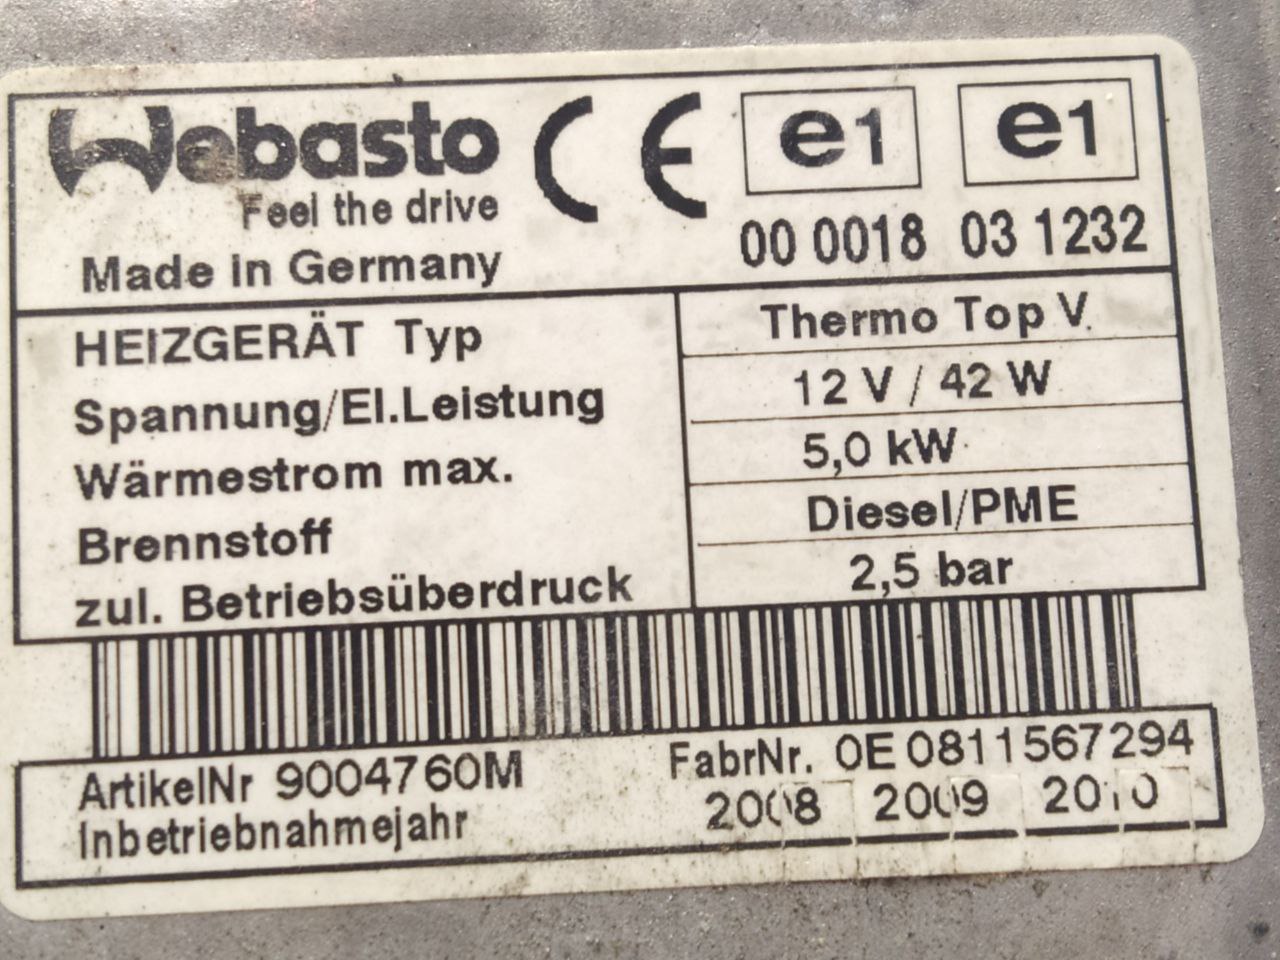 Webasto
Feel the drive
Made in Germany
CE
e1
e1
00 0018
03 1232
HEIZGERÄT Typ Thermo Top V
Spannung/El.Leistung 12 V / 42 W
Wärmestrom max. 5,0 kW
Brennstoff Diesel/PME
zul. Betriebsüberdruck 2,5 bar
ArtikelNr 9004760M FabrNr. 0E 0811567294
Inbetriebnahmejahr 2008 2009 2010